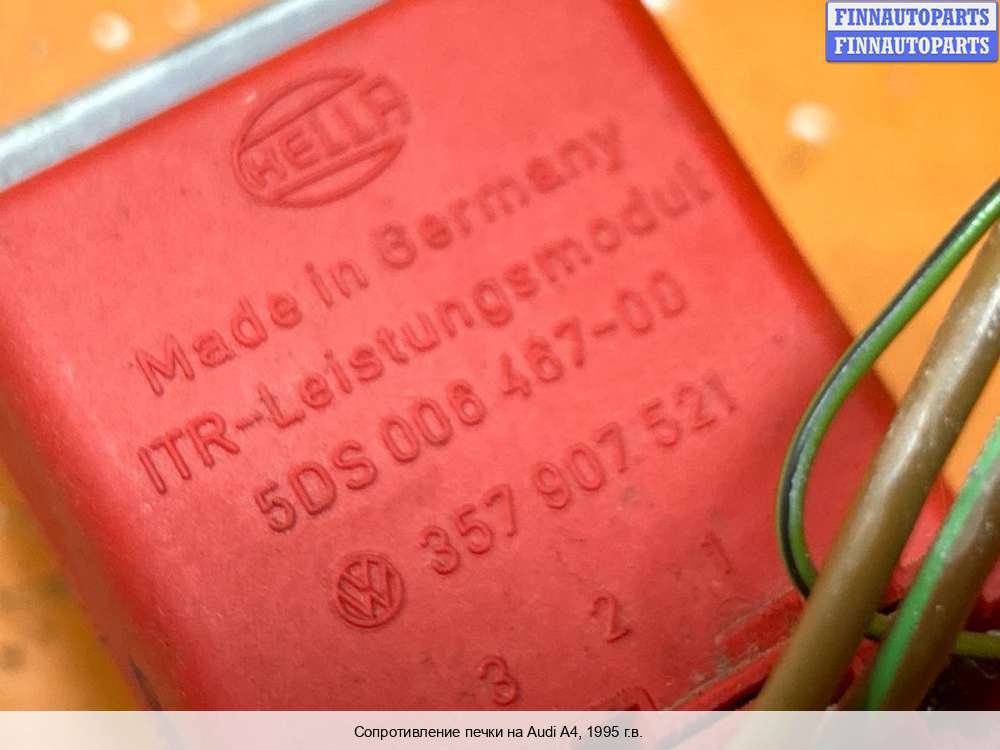 FINNAUTOPARTS
FINNAUTOPARTS
HELLA
Made in Germany
ITR-Leistungsmodul
5DS 006 467-00
357 907 521
3 2 1
Сопротивление печки на Audi A4, 1995 г.в.